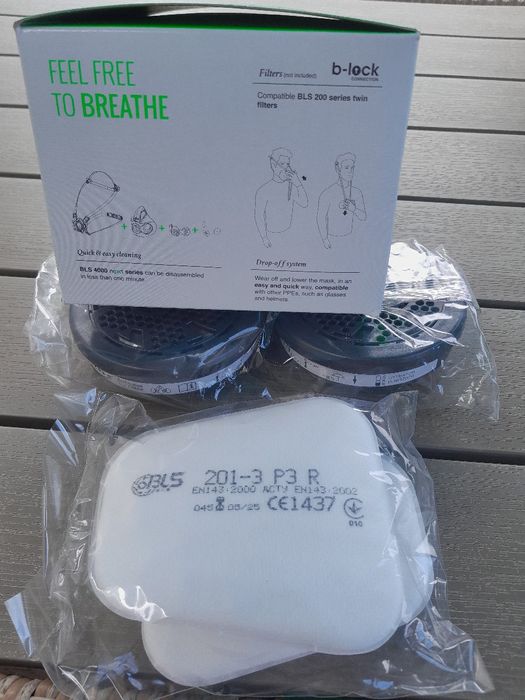 FEEL FREE
TO BREATHE
Filters (not included)
b-lock
CONNECTION
Compatible BLS 200 series twin
filters
Quick & easy cleaning
BLS 4000 next series can be disassembled
in less than one minute.
Drop-off system
Wear off and lower the mask, in an
easy and quick way, compatible
with other PPEs, such as glasses
and helmets.
BLS 201-3 P3 R
EN143:2000 ACTV EN143:2002
045 05/25 CE1437
010